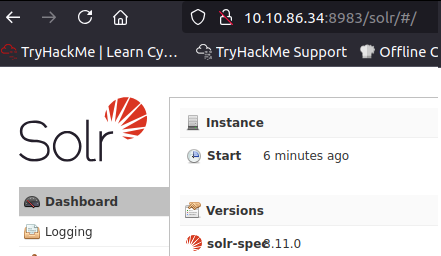 10.10.86.34:8983/solr/#/
TryHackMe | Learn Cy… TryHackMe Support Offline C
Solr
Instance
Start 6 minutes ago
Dashboard
Versions
Logging
solr-spec 8.11.0